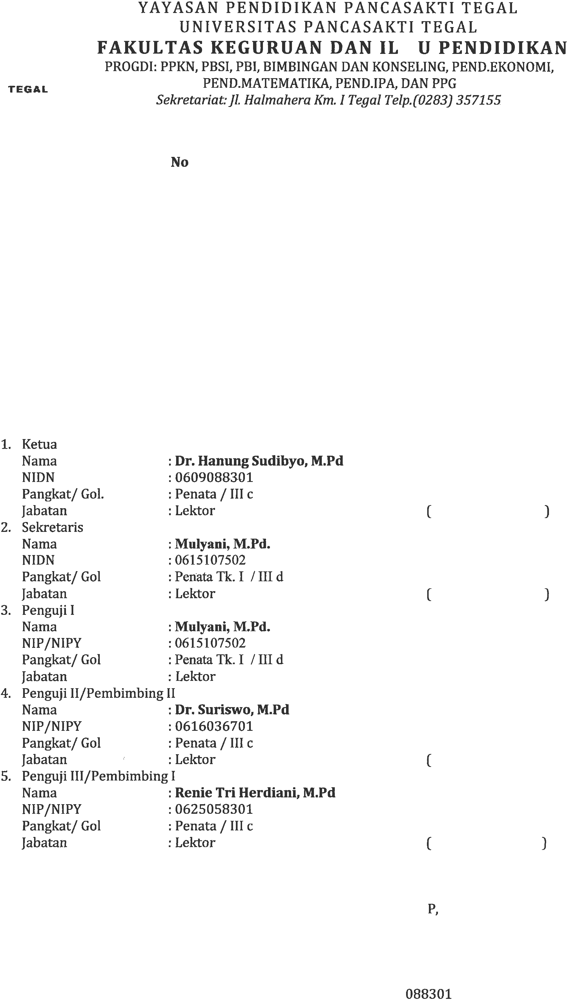 YAYASAN PENDIDIKAN PANCASAKTI TEGAL
UNIVERSITAS PANCASAKTI TEGAL
FAKULTAS KEGURUAN DAN IL U PENDIDIKAN
PROGDI: PPKN, PBSI, PBI, BIMBINGAN DAN KONSELING, PEND.EKONOMI,
PEND.MATEMATIKA, PEND.IPA, DAN PPG
TEGAL
Sekretariat: Jl. Halmahera Km. I Tegal Telp.(0283) 357155
No
1. Ketua
Nama : Dr. Hanung Sudibyo, M.Pd
NIDN : 0609088301
Pangkat/ Gol. : Penata / III c
Jabatan : Lektor ( )
2. Sekretaris
Nama : Mulyani, M.Pd.
NIDN : 0615107502
Pangkat/ Gol : Penata Tk. I / III d
Jabatan : Lektor ( )
3. Penguji I
Nama : Mulyani, M.Pd.
NIP/NIPY : 0615107502
Pangkat/ Gol : Penata Tk. I / III d
Jabatan : Lektor
4. Penguji II/Pembimbing II
Nama : Dr. Suriswo, M.Pd
NIP/NIPY : 0616036701
Pangkat/ Gol : Penata / III c
Jabatan : Lektor (
5. Penguji III/Pembimbing I
Nama : Renie Tri Herdiani, M.Pd
NIP/NIPY : 0625058301
Pangkat/ Gol : Penata / III c
Jabatan : Lektor ( )
P,
088301